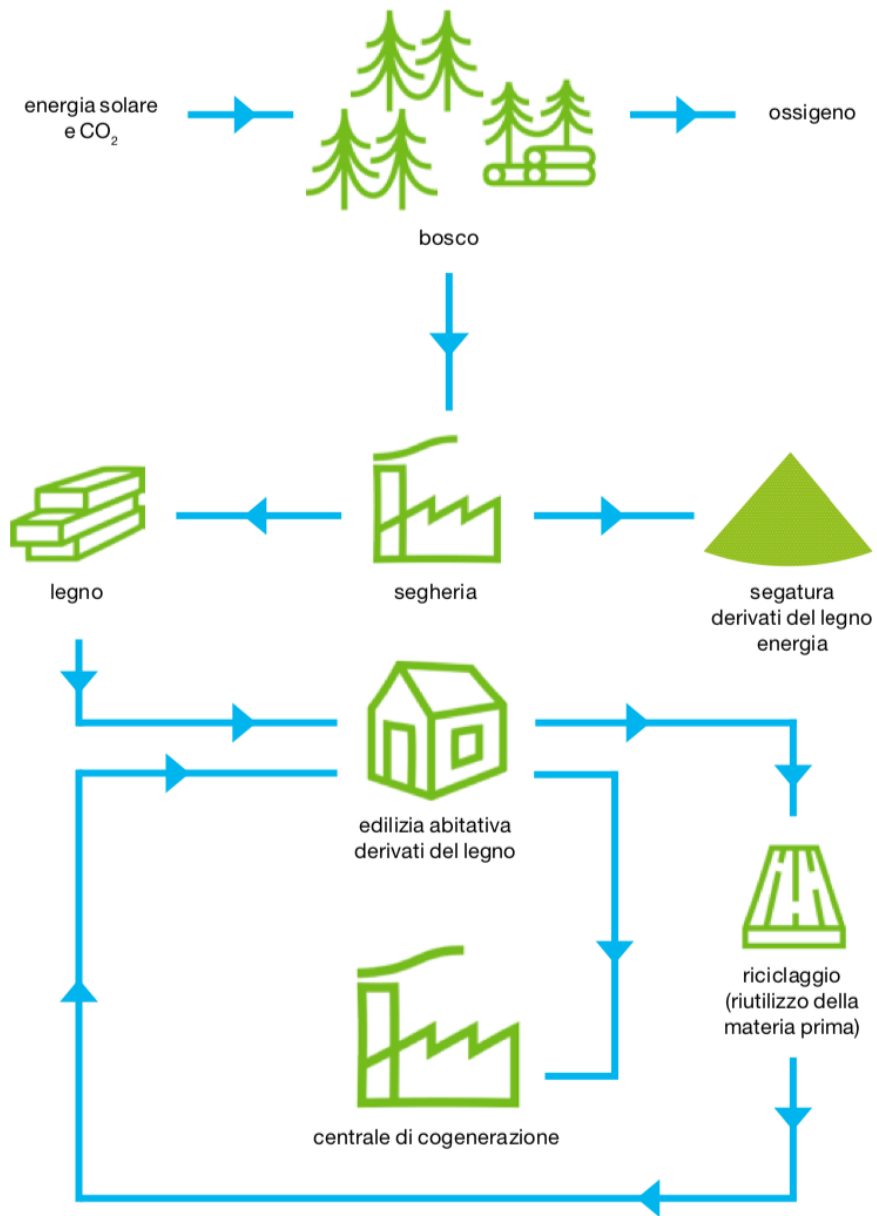 energia solare
e CO₂
ossigeno
bosco
legno
segheria
segatura
derivati del legno
energia
edilizia abitativa
derivati del legno
riciclaggio
(riutilizzo della
materia prima)
centrale di cogenerazione